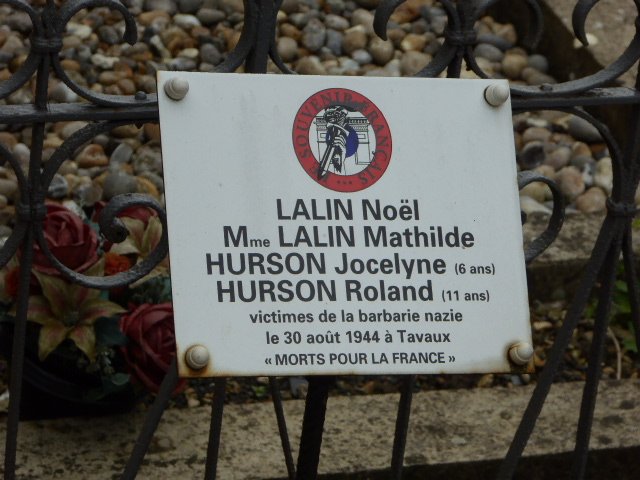 LE SOUVENIR FRANÇAIS
LALIN Noël
Mme LALIN Mathilde
HURSON Jocelyne (6 ans)
HURSON Roland (11 ans)
victimes de la barbarie nazie
le 30 août 1944 à Tavaux
« MORTS POUR LA FRANCE »